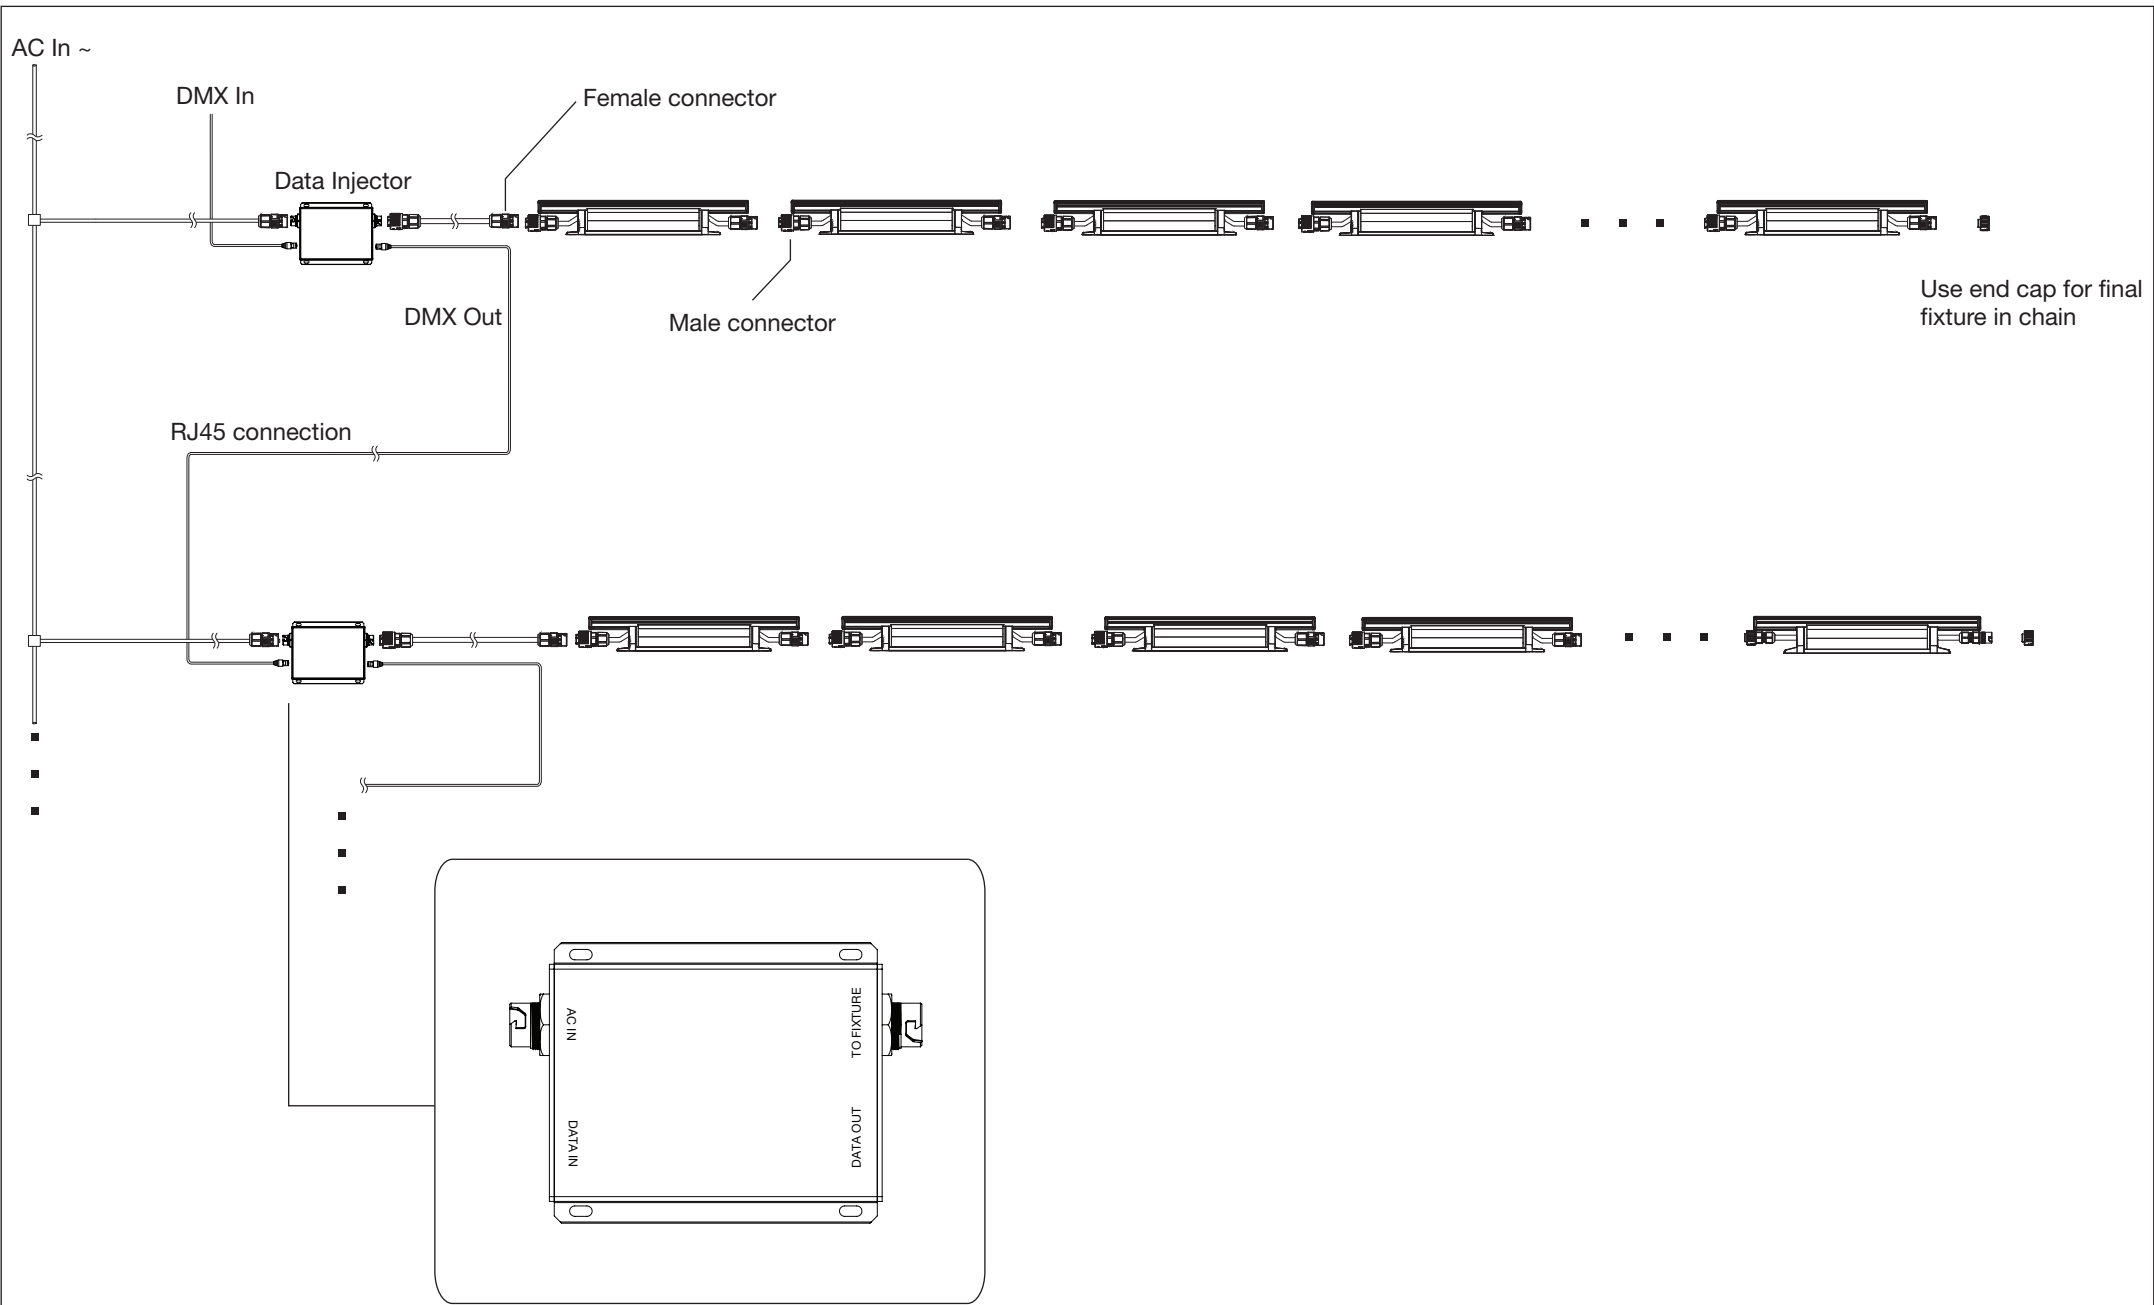 AC In ~
DMX In
Female connector
Data Injector
Use end cap for final
fixture in chain
DMX Out
Male connector
RJ45 connection
AC IN
TO FIXTURE
DATA IN
DATA OUT